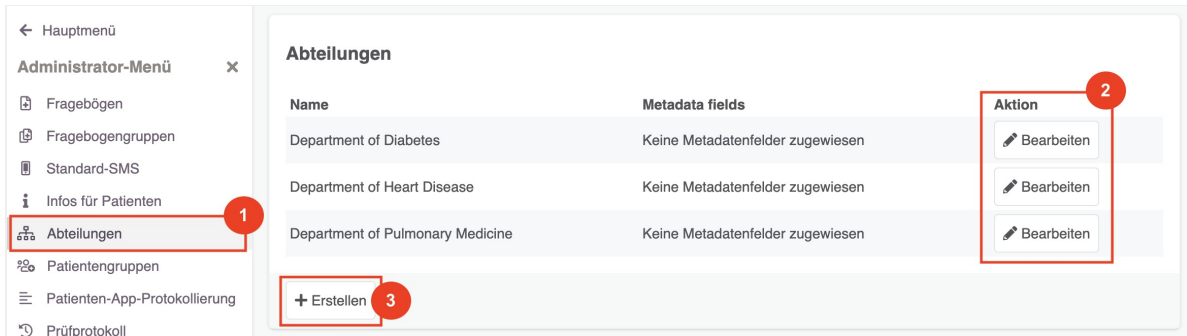 Hauptmenü
Administrator-Menü
Fragebögen
Fragebogengruppen
Standard-SMS
Infos für Patienten
1
Abteilungen
Patientengruppen
Patienten-App-Protokollierung
Prüfprotokoll
Abteilungen
2
Name Metadata fields Aktion
Department of Diabetes Keine Metadatenfelder zugewiesen Bearbeiten
Department of Heart Disease Keine Metadatenfelder zugewiesen Bearbeiten
Department of Pulmonary Medicine Keine Metadatenfelder zugewiesen Bearbeiten
+ Erstellen 3